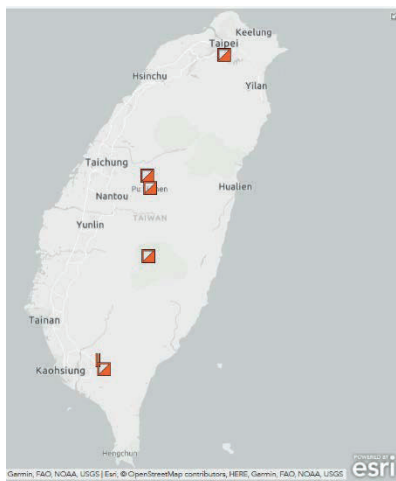 Keelung
Taipei
Hsinchu
Yilan
Taichung
Hualien
Nantou
TAIWAN
Yunlin
Tainan
Kaohsiung
Hengchun
POWERED BY
esri
Garmin, FAO, NOAA, USGS | Esri, © OpenStreetMap contributors, HERE, Garmin, FAO, NOAA, USGS